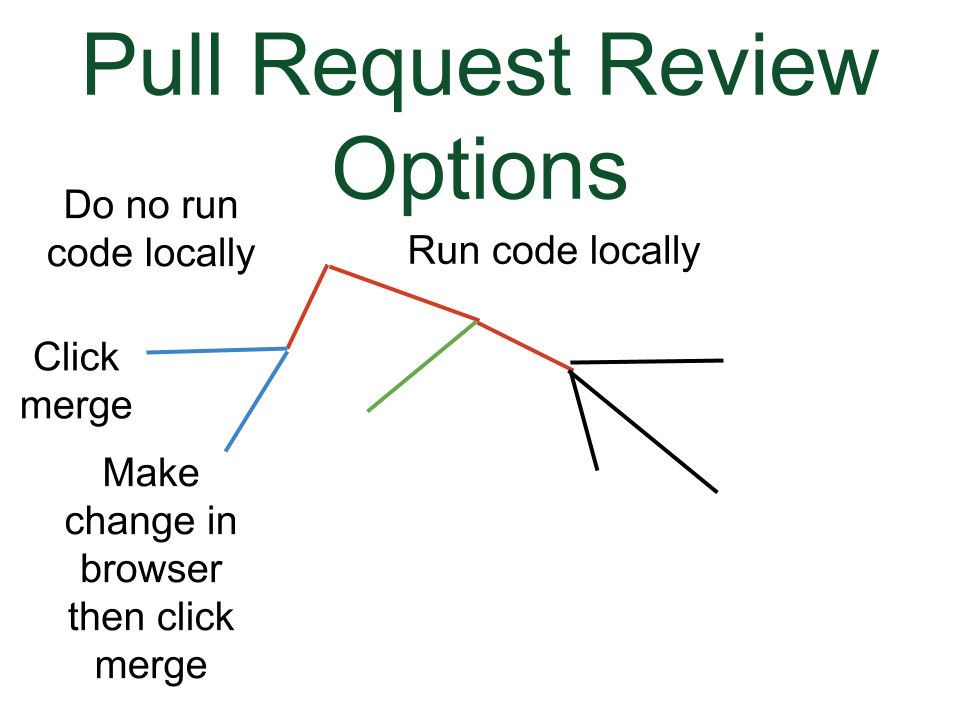 Pull Request Review
Options
Do no run
code locally
Run code locally
Click
merge
Make
change in
browser
then click
merge